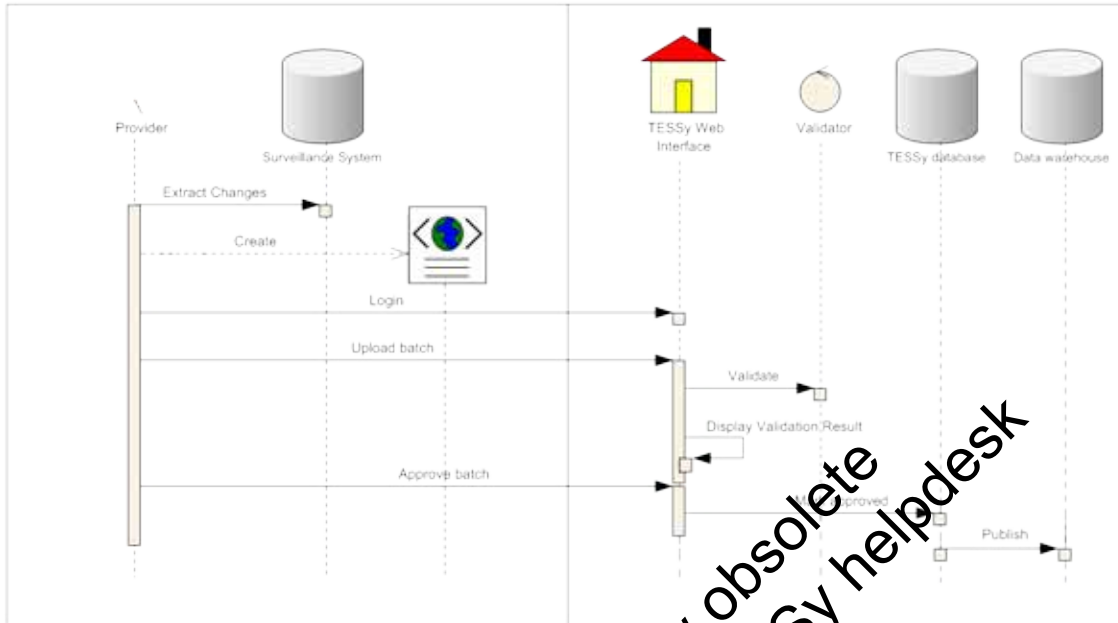 Provider
Surveillance System
TESSy Web
Interface
Validator
TESSy database
Data warehouse
Extract Changes
Create
Login
Upload batch
Validate
Display Validation Result
Approve batch
approved
Publish
obsolete
helpdesk